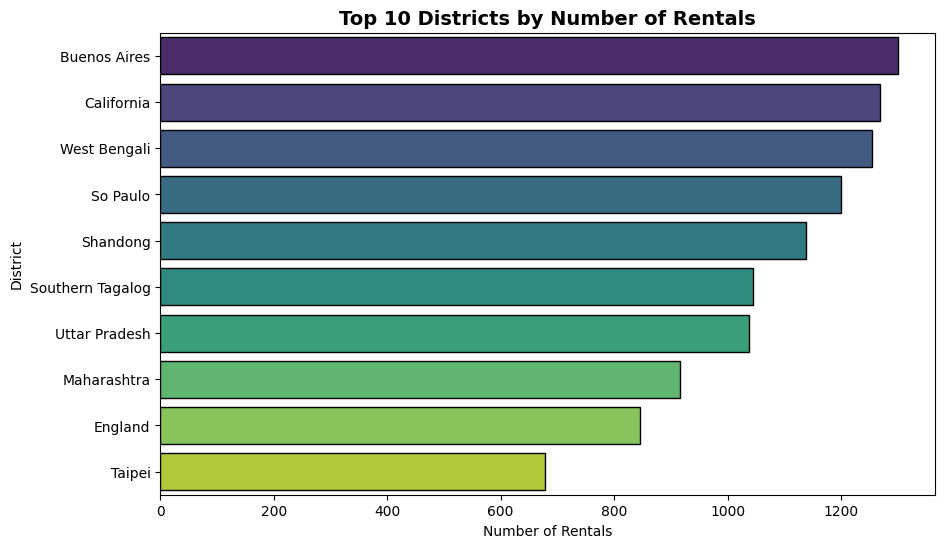 Top 10 Districts by Number of Rentals
Buenos Aires
California
West Bengali
So Paulo
Shandong
Southern Tagalog
Uttar Pradesh
Maharashtra
England
Taipei
District
0 200 400 600 800 1000 1200
Number of Rentals